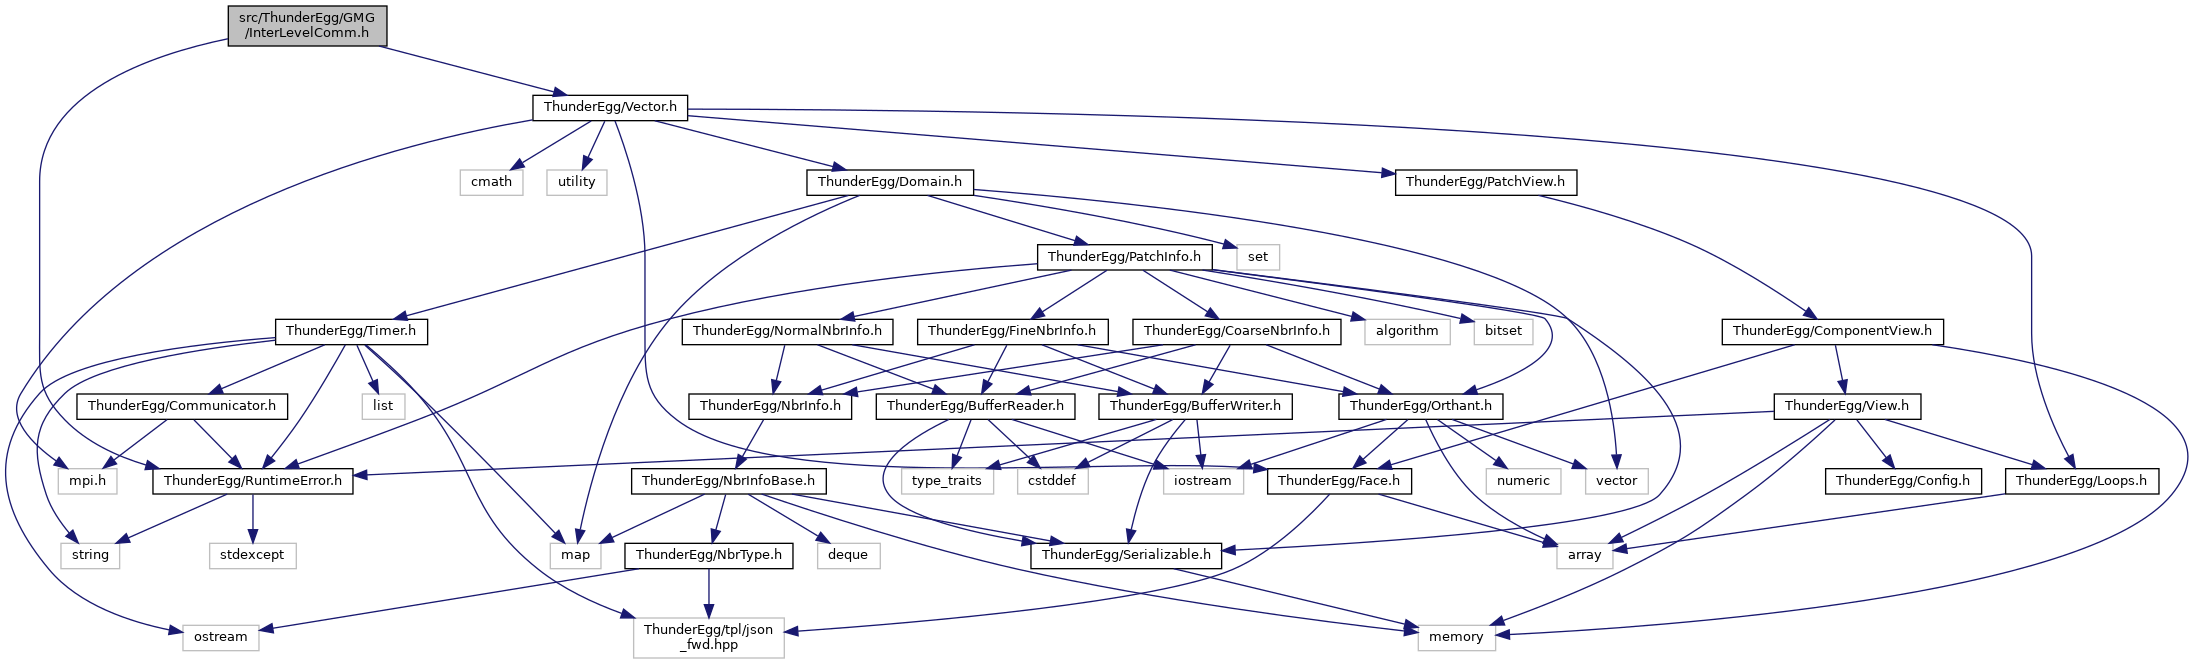 src/ThunderEgg/GMG
/InterLevelComm.h
ThunderEgg/Vector.h
cmath
utility
ThunderEgg/Domain.h
ThunderEgg/PatchView.h
ThunderEgg/PatchInfo.h
set
ThunderEgg/Timer.h
ThunderEgg/NormalNbrInfo.h
ThunderEgg/FineNbrInfo.h
ThunderEgg/CoarseNbrInfo.h
algorithm
bitset
ThunderEgg/ComponentView.h
ThunderEgg/Communicator.h
list
ThunderEgg/NbrInfo.h
ThunderEgg/BufferReader.h
ThunderEgg/BufferWriter.h
ThunderEgg/Orthant.h
ThunderEgg/View.h
mpi.h
ThunderEgg/RuntimeError.h
ThunderEgg/NbrInfoBase.h
type_traits
cstddef
iostream
ThunderEgg/Face.h
numeric
vector
ThunderEgg/Config.h
ThunderEgg/Loops.h
string
stdexcept
map
ThunderEgg/NbrType.h
deque
ThunderEgg/Serializable.h
array
ostream
ThunderEgg/tpl/json
_fwd.hpp
memory